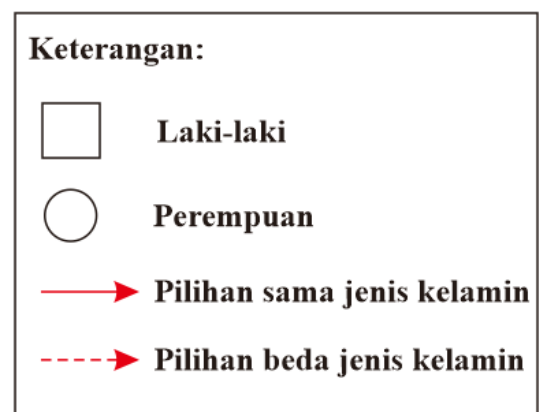 Keterangan:
Laki-laki
Perempuan
Pilihan sama jenis kelamin
Pilihan beda jenis kelamin